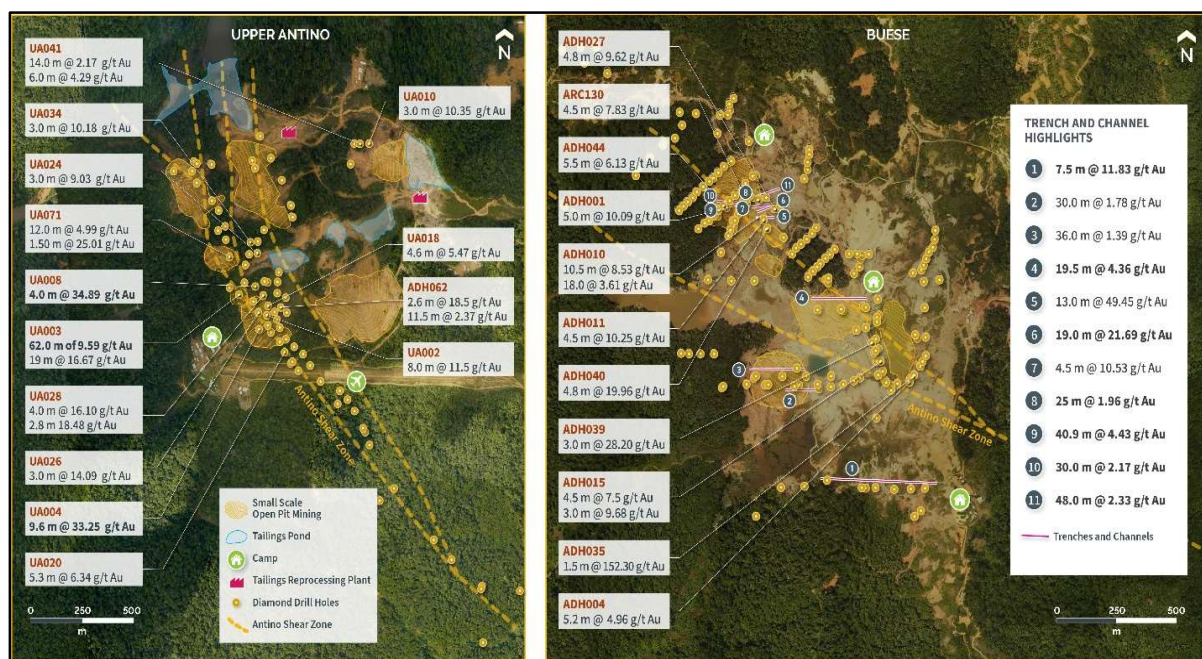 UPPER ANTINO
N
UA041
14.0 m @ 2.17 g/t Au
6.0 m @ 4.29 g/t Au
UA034
3.0 m @ 10.18 g/t Au
UA024
3.0 m @ 9.03 g/t Au
UA071
12.0 m @ 4.99 g/t Au
1.50 m @ 25.01 g/t Au
UA008
4.0 m @ 34.89 g/t Au
UA003
62.0 m of 9.59 g/t Au
19 m @ 16.67 g/t Au
UA028
4.0 m @ 16.10 g/t Au
2.8 m 18.48 g/t Au
UA026
3.0 m @ 14.09 g/t Au
UA004
9.6 m @ 33.25 g/t Au
UA020
5.3 m @ 6.34 g/t Au
UA010
3.0 m @ 10.35 g/t Au
UA018
4.6 m @ 5.47 g/t Au
ADH062
2.6 m @ 18.5 g/t Au
11.5 m @ 2.37 g/t Au
UA002
8.0 m @ 11.5 g/t Au
Antino Shear Zone
Small Scale
Open Pit Mining
Tailings Pond
Camp
Tailings Reprocessing Plant
Diamond Drill Holes
Antino Shear Zone
0 250 500
m
BUESE
N
ADH027
4.8 m @ 9.62 g/t Au
ARC130
4.5 m @ 7.83 g/t Au
ADH044
5.5 m @ 6.13 g/t Au
ADH001
5.0 m @ 10.09 g/t Au
ADH010
10.5 m @ 8.53 g/t Au
18.0 m @ 3.61 g/t Au
ADH011
4.5 m @ 10.25 g/t Au
ADH040
4.8 m @ 19.96 g/t Au
ADH039
3.0 m @ 28.20 g/t Au
ADH015
4.5 m @ 7.5 g/t Au
3.0 m @ 9.68 g/t Au
ADH035
1.5 m @ 152.30 g/t Au
ADH004
5.2 m @ 4.96 g/t Au
10
8
11
9
7
6
5
4
3
2
1
Antino Shear Zone
TRENCH AND CHANNEL
HIGHLIGHTS
1 7.5 m @ 11.83 g/t Au
2 30.0 m @ 1.78 g/t Au
3 36.0 m @ 1.39 g/t Au
4 19.5 m @ 4.36 g/t Au
5 13.0 m @ 49.45 g/t Au
6 19.0 m @ 21.69 g/t Au
7 4.5 m @ 10.53 g/t Au
8 25 m @ 1.96 g/t Au
9 40.9 m @ 4.43 g/t Au
10 30.0 m @ 2.17 g/t Au
11 48.0 m @ 2.33 g/t Au
Trenches and Channels
0 250 500
m